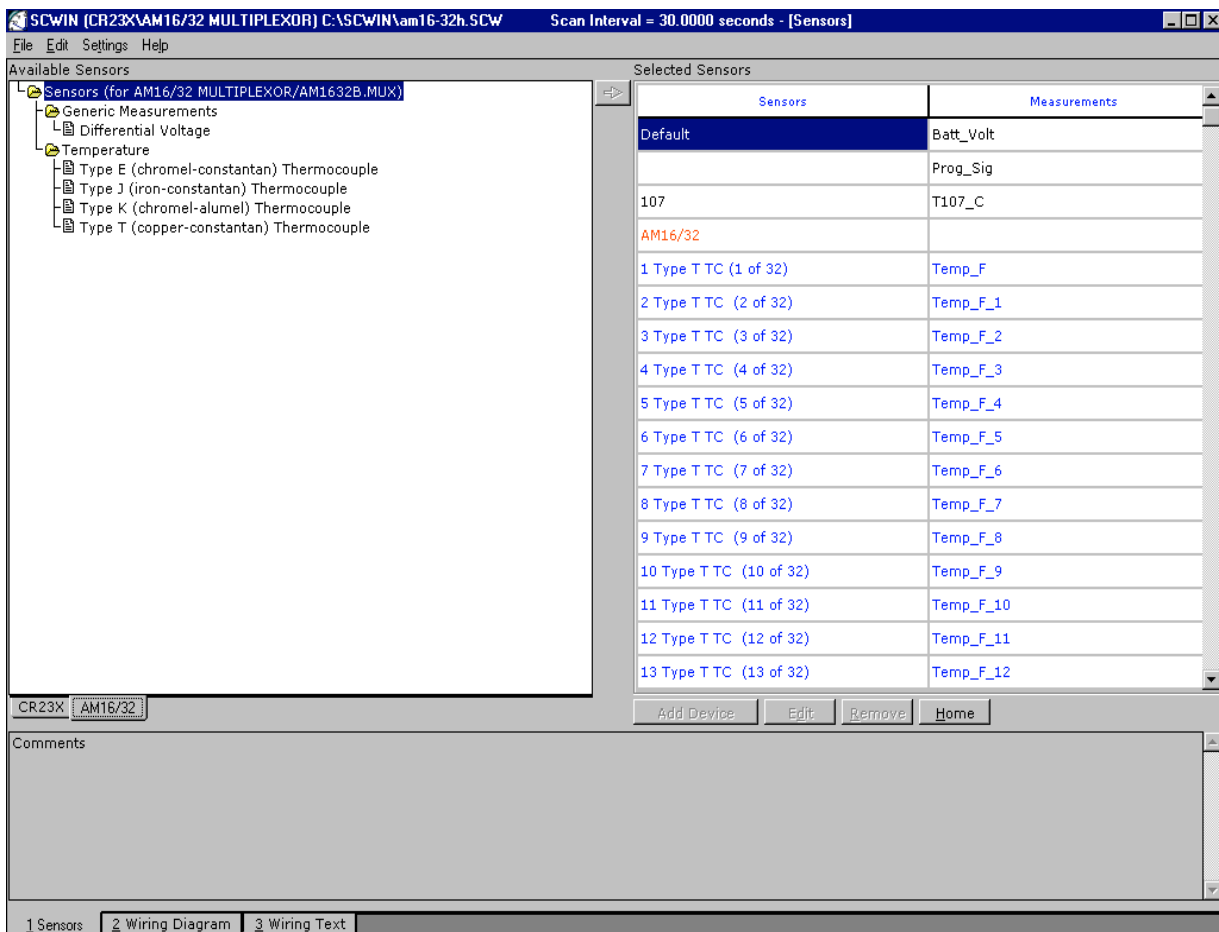 SCWIN (CR23X\AM16/32 MULTIPLEXOR) C:\SCWIN\am16-32h.SCW Scan Interval = 30.0000 seconds - [Sensors]
File Edit Settings Help
Available Sensors
Sensors (for AM16/32 MULTIPLEXOR/AM1632B.MUX)
Generic Measurements
Differential Voltage
Temperature
Type E (chromel-constantan) Thermocouple
Type J (iron-constantan) Thermocouple
Type K (chromel-alumel) Thermocouple
Type T (copper-constantan) Thermocouple
CR23X AM16/32
Selected Sensors
Sensors Measurements
Default Batt_Volt
Prog_Sig
107 T107_C
AM16/32
1 Type T TC (1 of 32) Temp_F
2 Type T TC (2 of 32) Temp_F_1
3 Type T TC (3 of 32) Temp_F_2
4 Type T TC (4 of 32) Temp_F_3
5 Type T TC (5 of 32) Temp_F_4
6 Type T TC (6 of 32) Temp_F_5
7 Type T TC (7 of 32) Temp_F_6
8 Type T TC (8 of 32) Temp_F_7
9 Type T TC (9 of 32) Temp_F_8
10 Type T TC (10 of 32) Temp_F_9
11 Type T TC (11 of 32) Temp_F_10
12 Type T TC (12 of 32) Temp_F_11
13 Type T TC (13 of 32) Temp_F_12
Add Device Edit Remove Home
Comments
1 Sensors 2 Wiring Diagram 3 Wiring Text